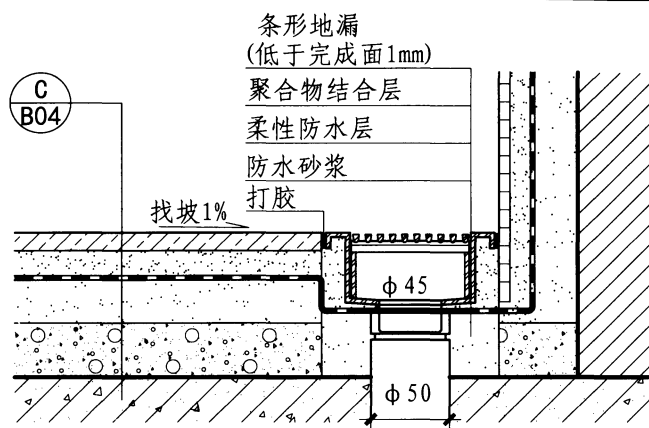 条形地漏
(低于完成面1mm)
聚合物结合层
柔性防水层
防水砂浆
打胶
C
B04
找坡1%
ϕ45
ϕ50